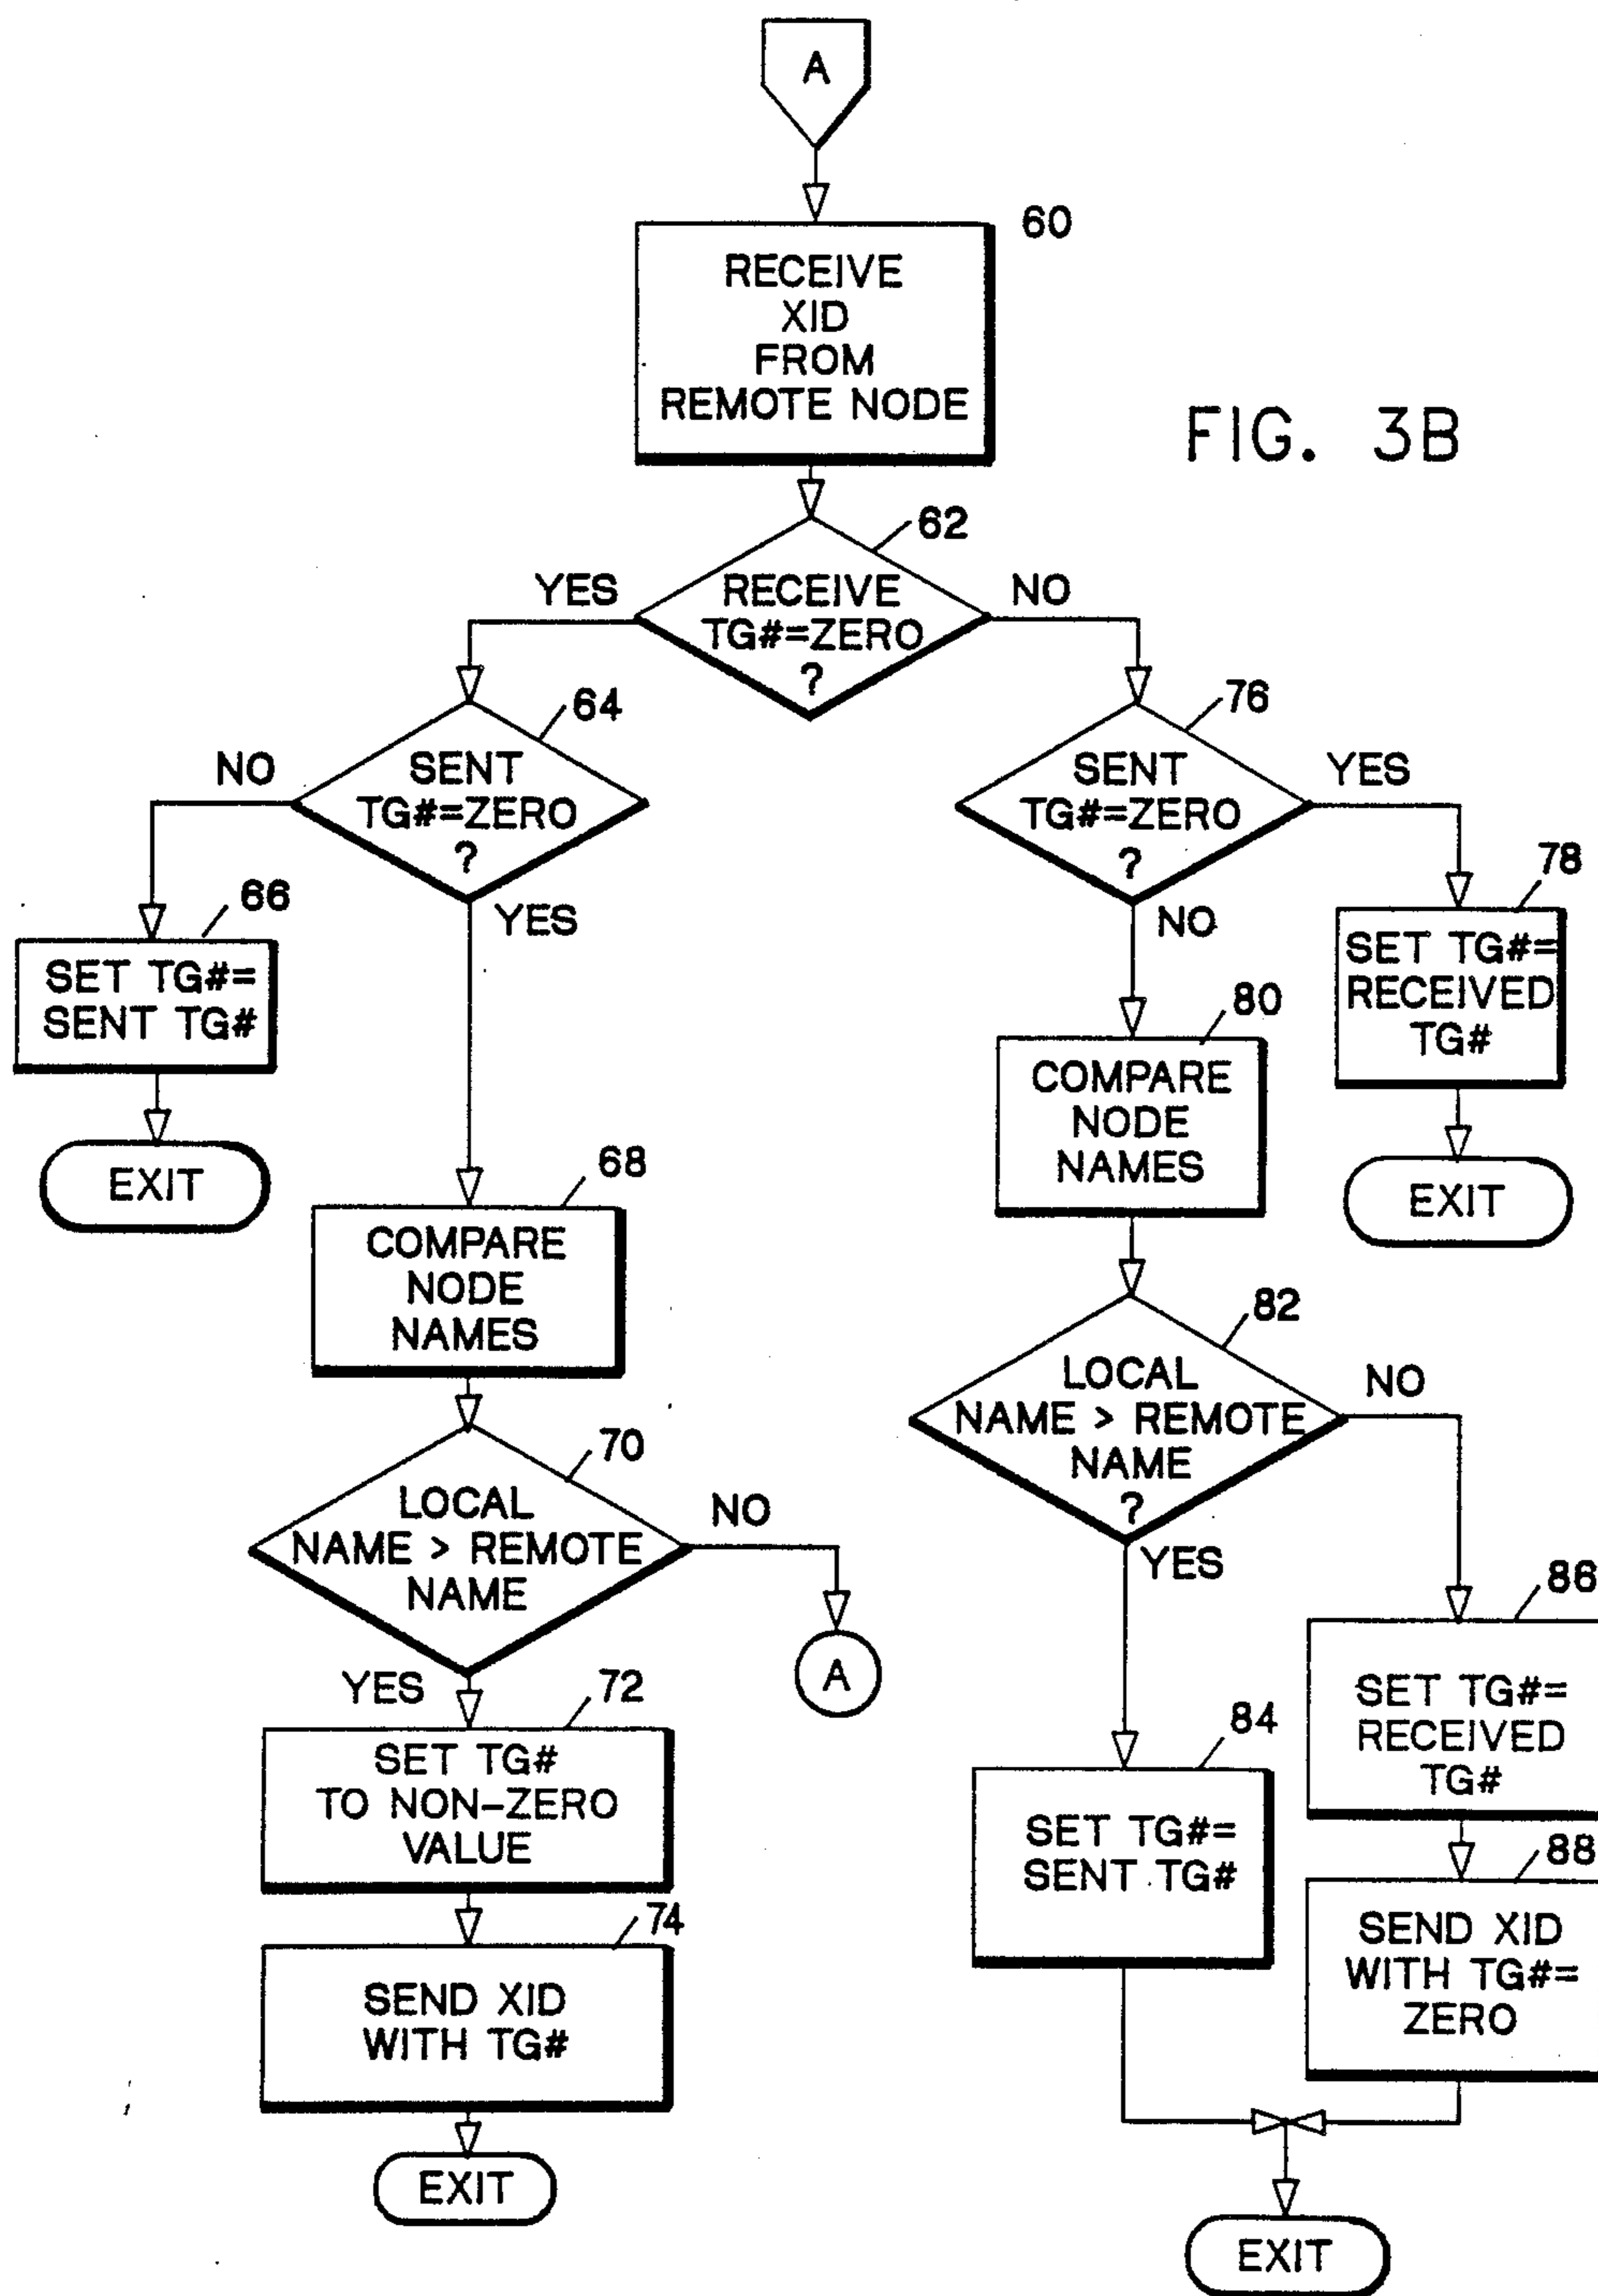 A
60
RECEIVE
XID
FROM
REMOTE NODE
FIG. 3B
62
YES
RECEIVE
TG#=ZERO
?
NO
64
NO
SENT
TG#=ZERO
?
YES
76
SENT
TG#=ZERO
?
YES
NO
66
SET TG#=
SENT TG#
EXIT
78
SET TG#=
RECEIVED
TG#
EXIT
68
COMPARE
NODE
NAMES
80
COMPARE
NODE
NAMES
70
LOCAL
NAME > REMOTE
NAME
NO
A
YES
82
LOCAL
NAME > REMOTE
NAME
?
NO
YES
72
SET TG#
TO NON-ZERO
VALUE
74
SEND XID
WITH TG#
EXIT
84
SET TG#=
SENT TG#
86
SET TG#=
RECEIVED
TG#
88
SEND XID
WITH TG#=
ZERO
EXIT